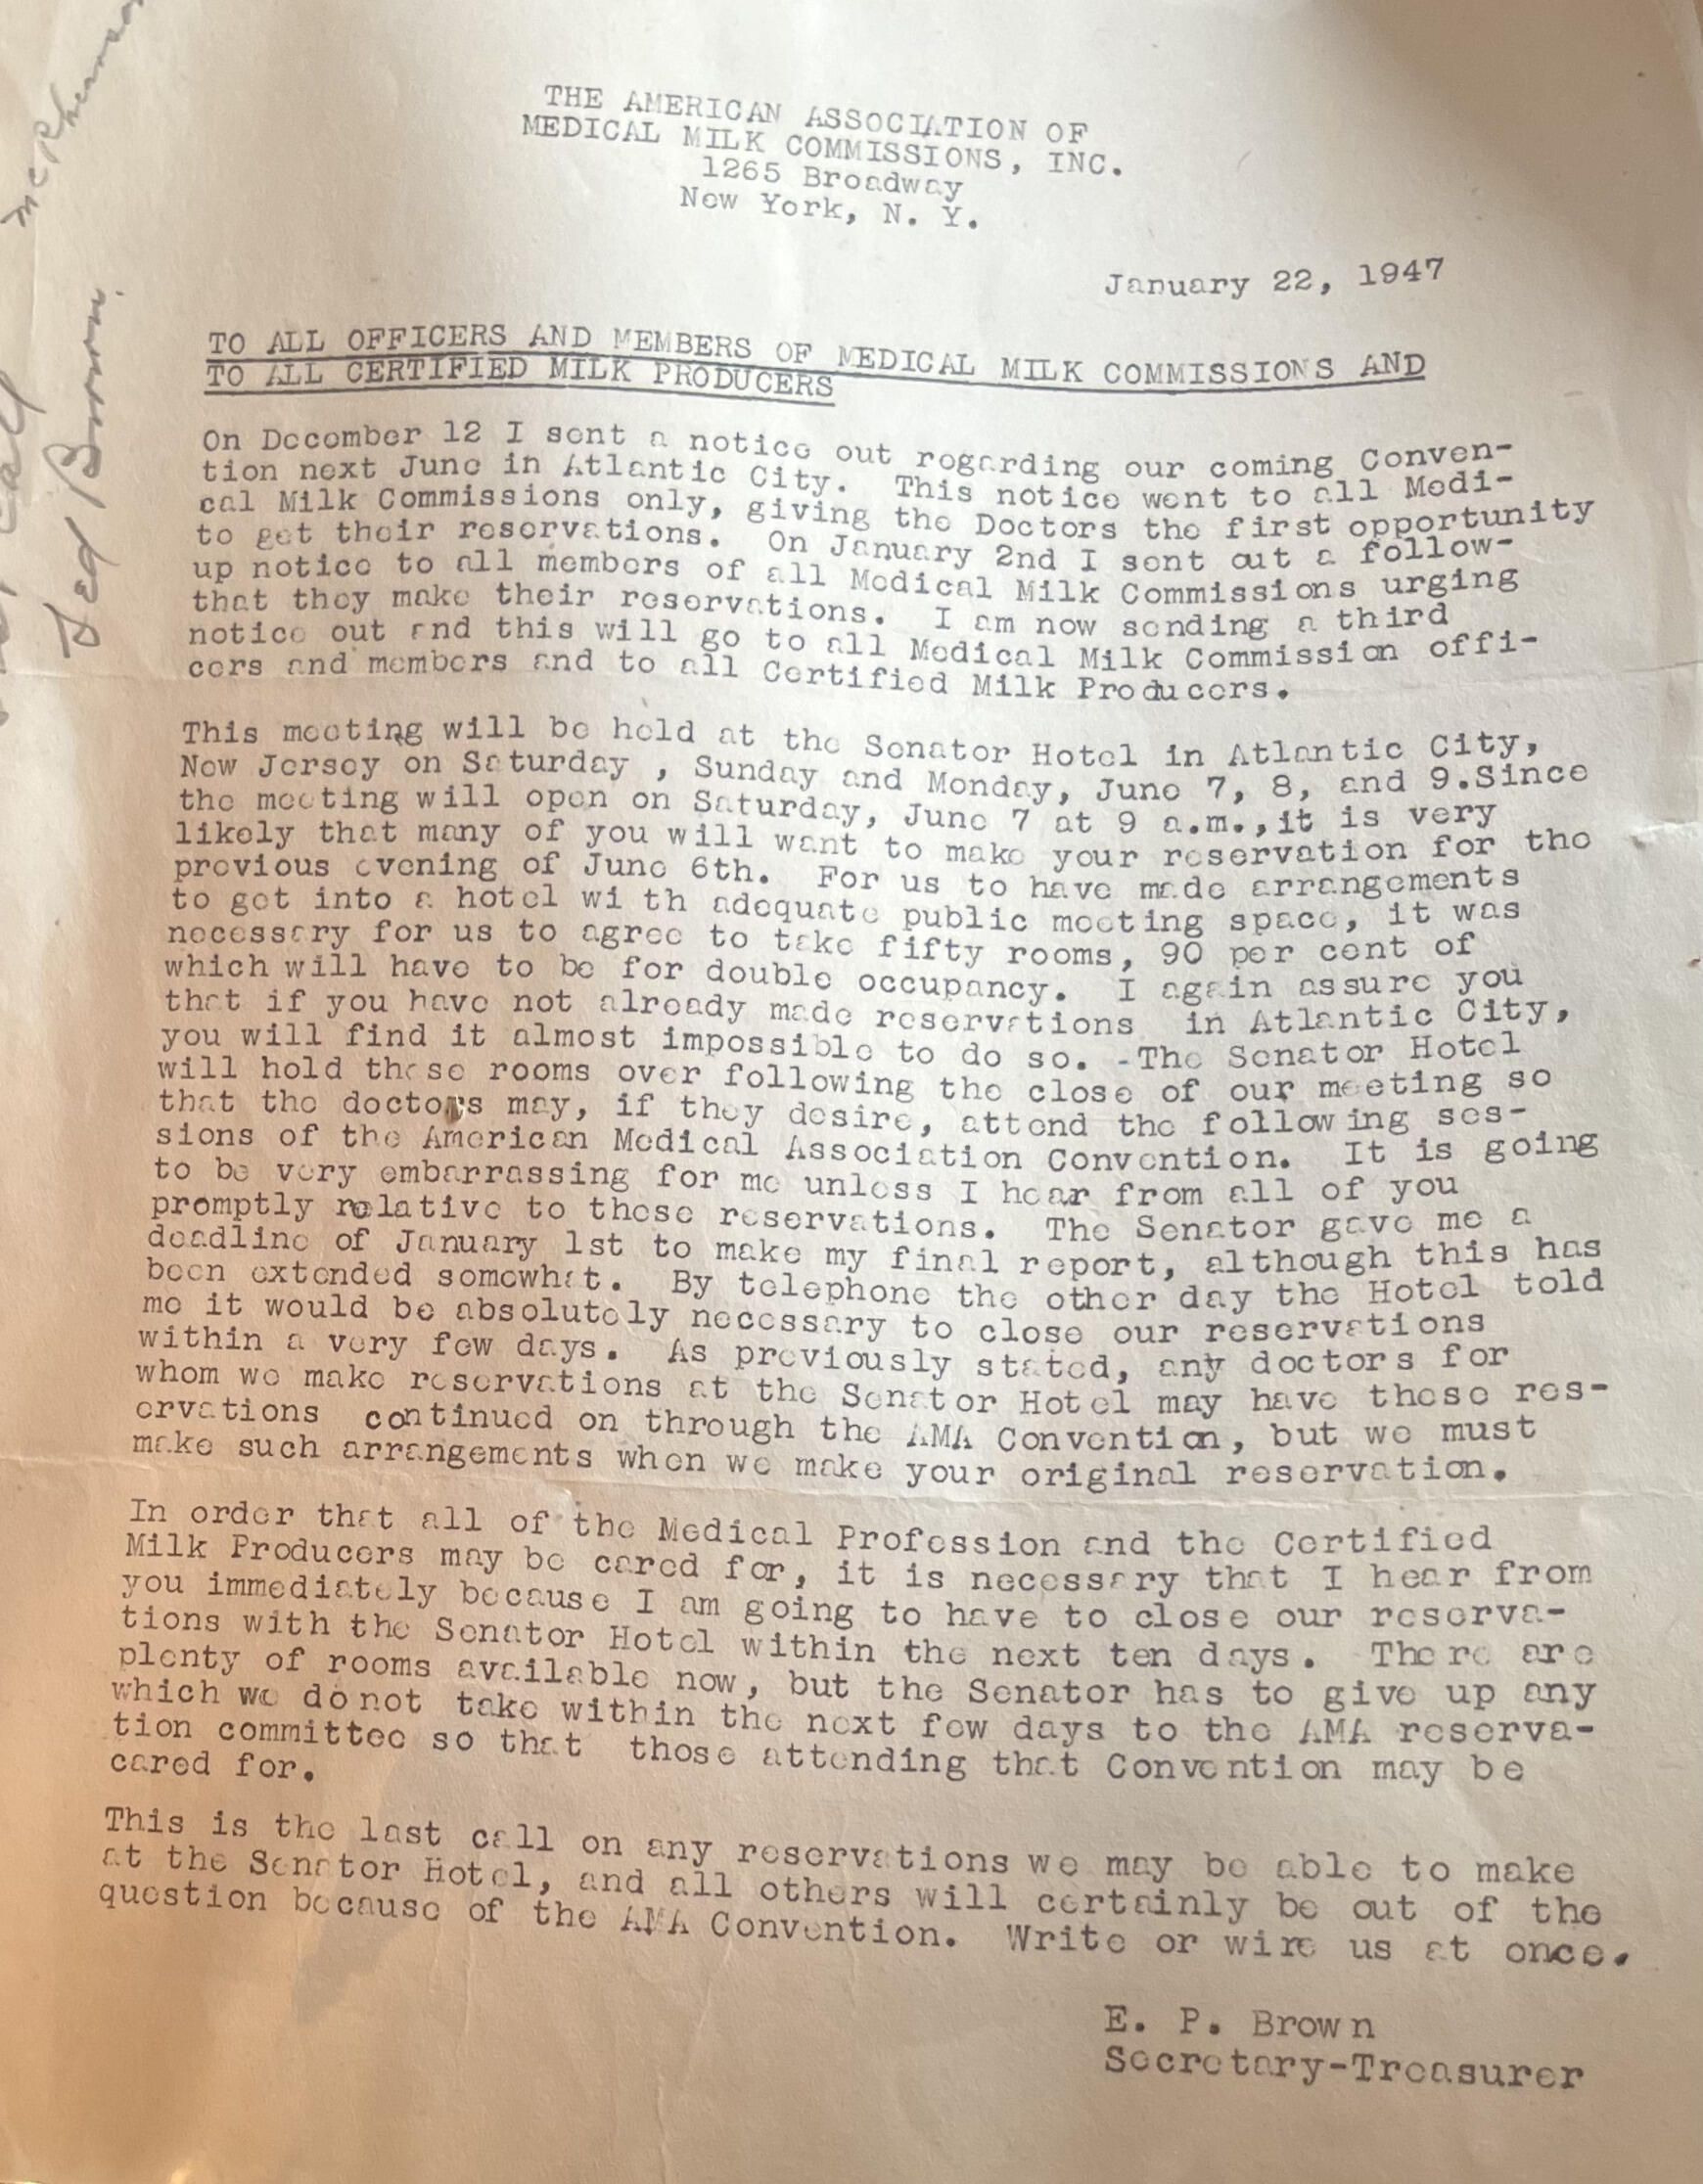 THE AMERICAN ASSOCIATION OF
MEDICAL MILK COMMISSIONS, INC.
1265 Broadway
New York, N. Y.
January 22, 1947
TO ALL OFFICERS AND MEMBERS OF MEDICAL MILK COMMISSIONS AND
TO ALL CERTIFIED MILK PRODUCERS
On December 12 I sent a notice out regarding our coming Conven-
tion next June in Atlantic City. This notice went to all Medi-
cal Milk Commissions only, giving the Doctors the first opportunity
to get their reservations. On January 2nd I sent out a follow-
up notice to all members of all Medical Milk Commissions urging
that they make their reservations. I am now sending a third
notice out and this will go to all Medical Milk Commission offi-
cers and members and to all Certified Milk Producers.
This meeting will be held at the Senator Hotel in Atlantic City,
New Jersey on Saturday , Sunday and Monday, June 7, 8, and 9.Since
the meeting will open on Saturday, June 7 at 9 a.m.,it is very
likely that many of you will want to make your reservation for the
previous evening of June 6th. For us to have made arrangements
to get into a hotel wi th adequate public meeting space, it was
necessary for us to agree to take fifty rooms, 90 per cent of
which will have to be for double occupancy. I again assure you
that if you have not already made reservations in Atlantic City,
you will find it almost impossible to do so. -The Senator Hotel
will hold these rooms over following the close of our meeting so
that the doctors may, if they desire, attend the following ses-
sions of the American Medical Association Convention. It is going
to be very embarrassing for me unless I hear from all of you
promptly relative to these reservations. The Senator gave me a
deadline of January 1st to make my final report, although this has
been extended somewhat. By telephone the other day the Hotel told
me it would be absolutely necessary to close our reservations
within a very few days. As previously stated, any doctors for
whom we make reservations at the Senator Hotel may have these res-
ervations continued on through the AMA Convention, but we must
make such arrangements when we make your original reservation.
In order that all of the Medical Profession and the Certified
Milk Producers may be cared for, it is necessary that I hear from
you immediately because I am going to have to close our reserva-
tions with the Senator Hotel within the next ten days. There are
plenty of rooms available now, but the Senator has to give up any
which we do not take within the next few days to the AMA reserva-
tion committee so that those attending that Convention may be
cared for.
This is the last call on any reservations we may be able to make
at the Senator Hotel, and all others will certainly be out of the
question because of the AMA Convention. Write or wire us at once.
E. P. Brown
Secretary-Treasurer
call
Ted Brown.